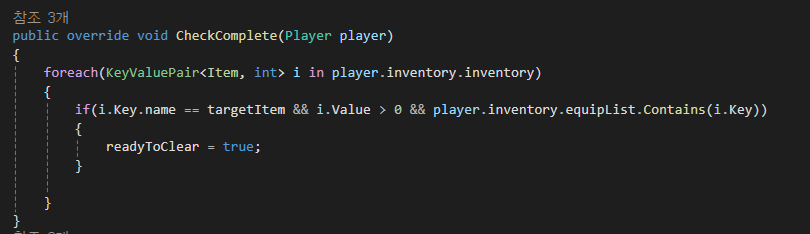 참조 3개
public override void CheckComplete(Player player)
{
foreach(KeyValuePair<Item, int> i in player.inventory.inventory)
{
if(i.Key.name == targetItem && i.Value > 0 && player.inventory.equipList.Contains(i.Key))
{
readyToClear = true;
}
}
}